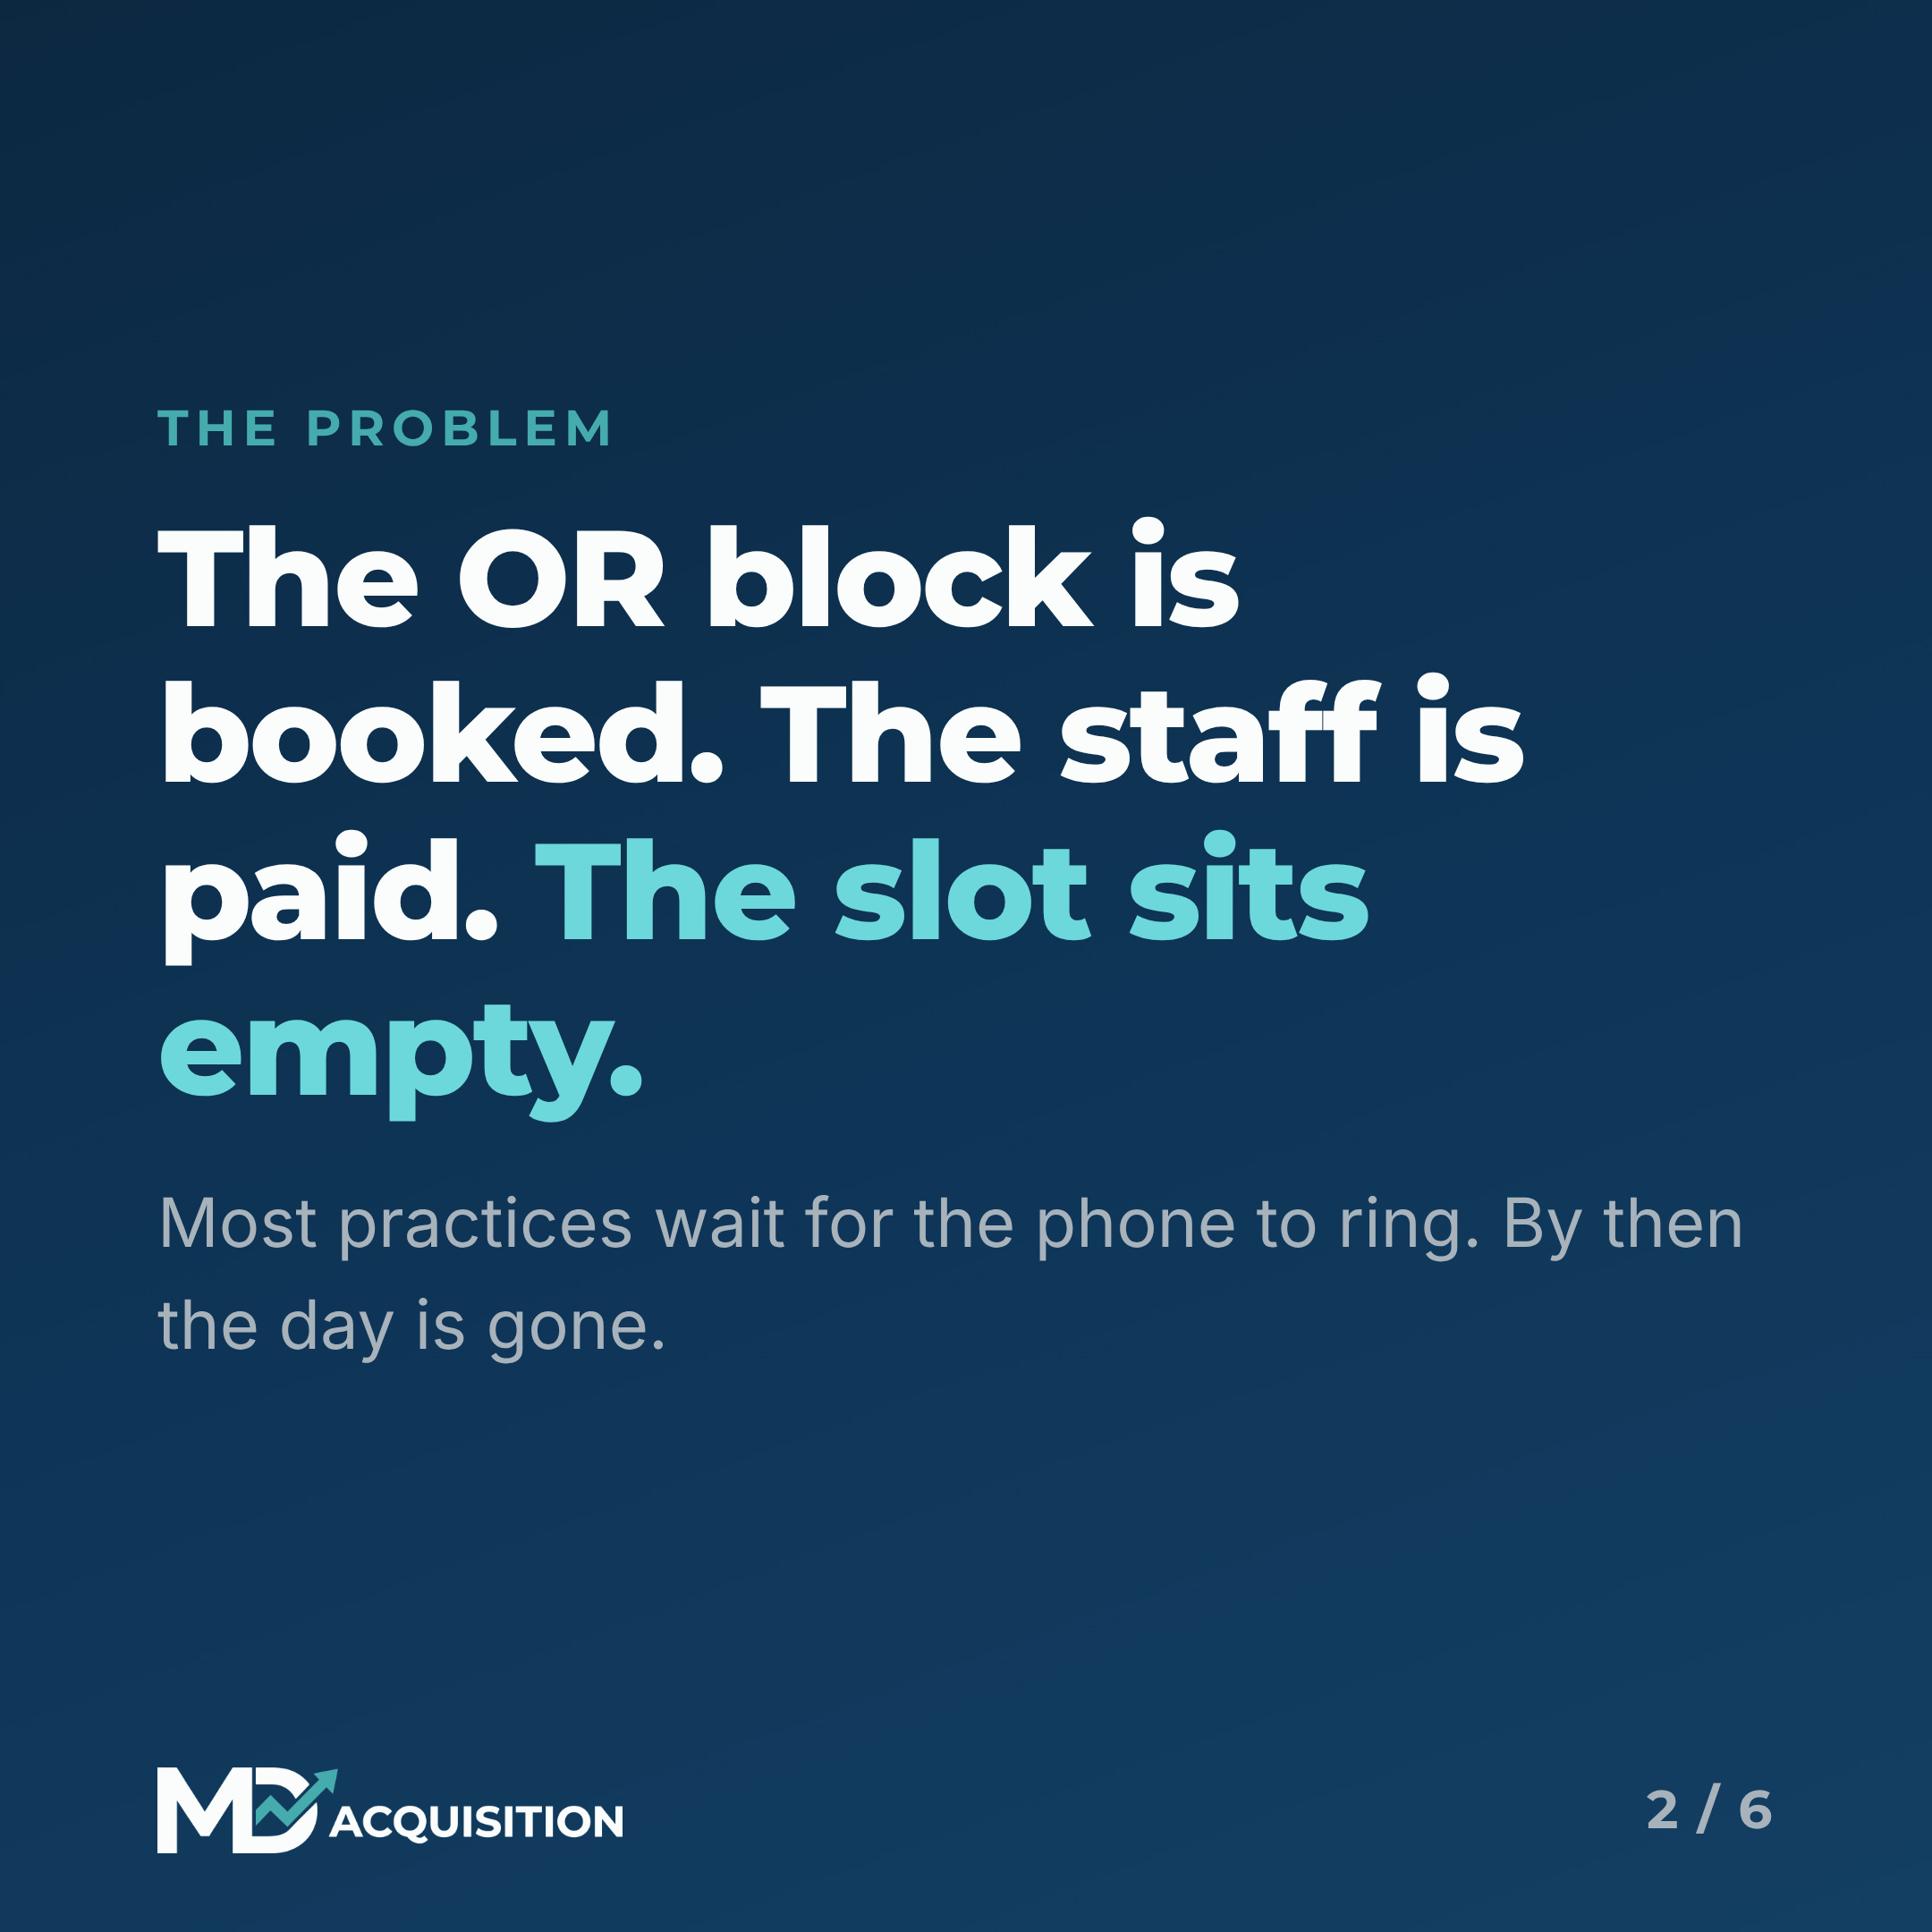 THE PROBLEM
The OR block is
booked. The staff is
paid. The slot sits
empty.
Most practices wait for the phone to ring. By then
the day is gone.
MD ACQUISITION
2 / 6